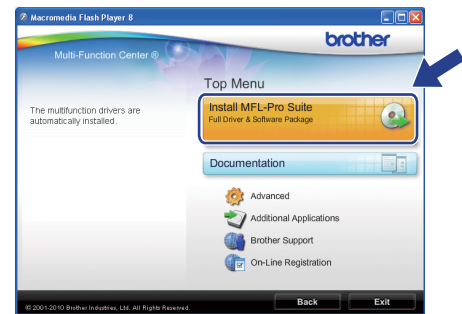 Macromedia Flash Player 8
brother
Multi-Function Center ®
Top Menu
The multifunction drivers are
automatically installed.
Install MFL-Pro Suite
Full Driver & Software Package
Documentation
Advanced
Additional Applications
Brother Support
On-Line Registration
© 2001-2010 Brother Industries, Ltd. All Rights Reserved.
Back
Exit